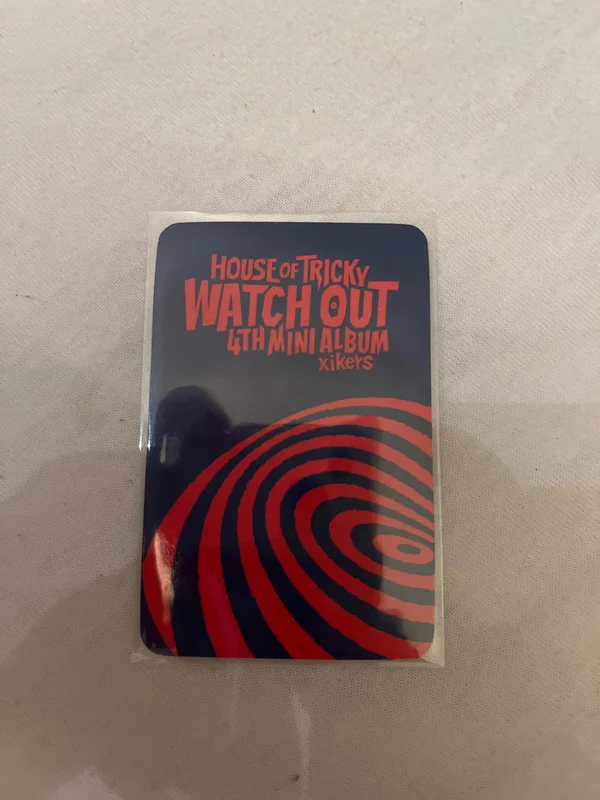 HOUSE OF TRICKY
WATCH OUT
4TH MINI ALBUM
xikers